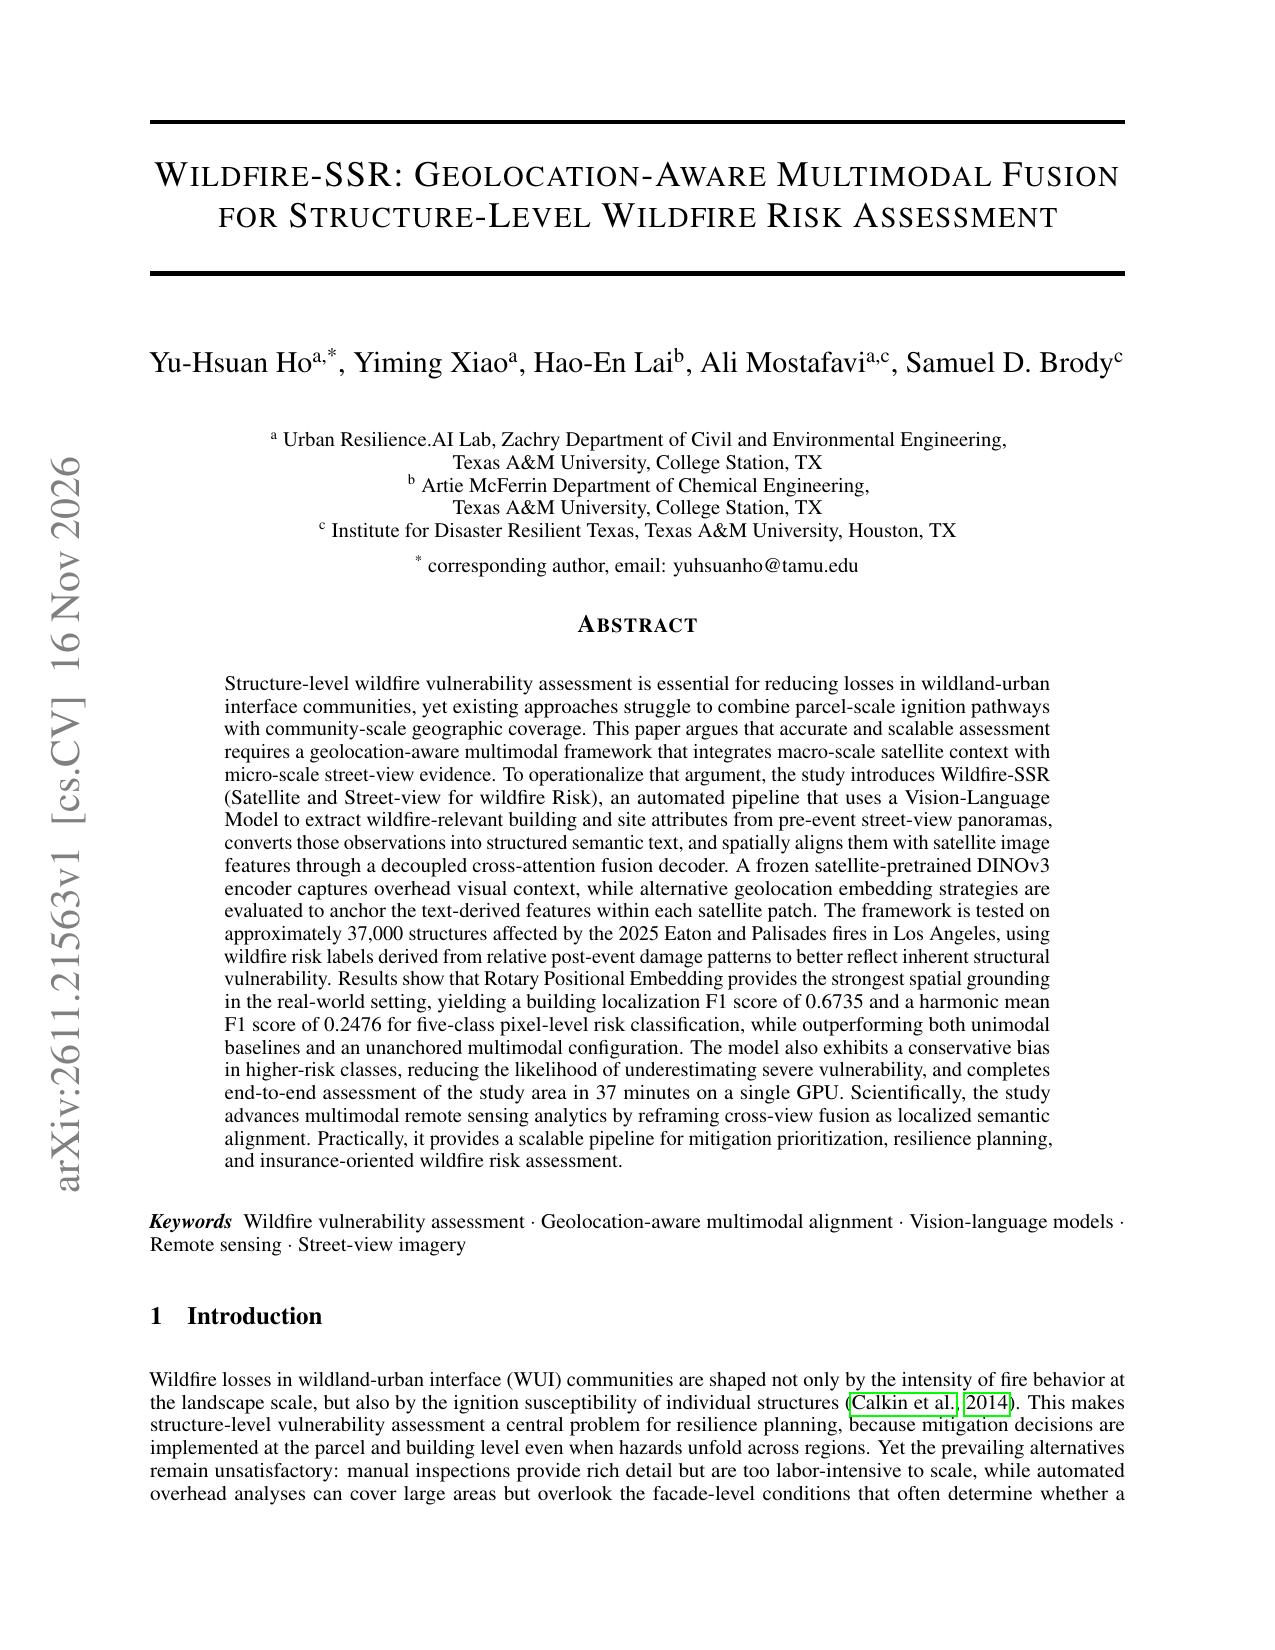 WILDFIRE-SSR: GEOLOCATION-AWARE MULTIMODAL FUSION
FOR STRUCTURE-LEVEL WILDFIRE RISK ASSESSMENT
Yu-Hsuan Hoa,*, Yiming Xiaoa, Hao-En Laib, Ali Mostafavia,c, Samuel D. Brodyc
a Urban Resilience.AI Lab, Zachry Department of Civil and Environmental Engineering,
Texas A&M University, College Station, TX
b Artie McFerrin Department of Chemical Engineering,
Texas A&M University, College Station, TX
c Institute for Disaster Resilient Texas, Texas A&M University, Houston, TX
* corresponding author, email: yuhsuanho@tamu.edu
ABSTRACT
Structure-level wildfire vulnerability assessment is essential for reducing losses in wildland-urban
interface communities, yet existing approaches struggle to combine parcel-scale ignition pathways
with community-scale geographic coverage. This paper argues that accurate and scalable assessment
requires a geolocation-aware multimodal framework that integrates macro-scale satellite context with
micro-scale street-view evidence. To operationalize that argument, the study introduces Wildfire-SSR
(Satellite and Street-view for wildfire Risk), an automated pipeline that uses a Vision-Language
Model to extract wildfire-relevant building and site attributes from pre-event street-view panoramas,
converts those observations into structured semantic text, and spatially aligns them with satellite image
features through a decoupled cross-attention fusion decoder. A frozen satellite-pretrained DINOv3
encoder captures overhead visual context, while alternative geolocation embedding strategies are
evaluated to anchor the text-derived features within each satellite patch. The framework is tested on
approximately 37,000 structures affected by the 2025 Eaton and Palisades fires in Los Angeles, using
wildfire risk labels derived from relative post-event damage patterns to better reflect inherent structural
vulnerability. Results show that Rotary Positional Embedding provides the strongest spatial grounding
in the real-world setting, yielding a building localization F1 score of 0.6735 and a harmonic mean
F1 score of 0.2476 for five-class pixel-level risk classification, while outperforming both unimodal
baselines and an unanchored multimodal configuration. The model also exhibits a conservative bias
in higher-risk classes, reducing the likelihood of underestimating severe vulnerability, and completes
end-to-end assessment of the study area in 37 minutes on a single GPU. Scientifically, the study
advances multimodal remote sensing analytics by reframing cross-view fusion as localized semantic
alignment. Practically, it provides a scalable pipeline for mitigation prioritization, resilience planning,
and insurance-oriented wildfire risk assessment.
Keywords Wildfire vulnerability assessment · Geolocation-aware multimodal alignment · Vision-language models ·
Remote sensing · Street-view imagery
1 Introduction
Wildfire losses in wildland-urban interface (WUI) communities are shaped not only by the intensity of fire behavior at
the landscape scale, but also by the ignition susceptibility of individual structures (Calkin et al., 2014). This makes
structure-level vulnerability assessment a central problem for resilience planning, because mitigation decisions are
implemented at the parcel and building level even when hazards unfold across regions. Yet the prevailing alternatives
remain unsatisfactory: manual inspections provide rich detail but are too labor-intensive to scale, while automated
overhead analyses can cover large areas but overlook the facade-level conditions that often determine whether a
arXiv:2611.21563v1 [cs.CV] 16 Nov 2026